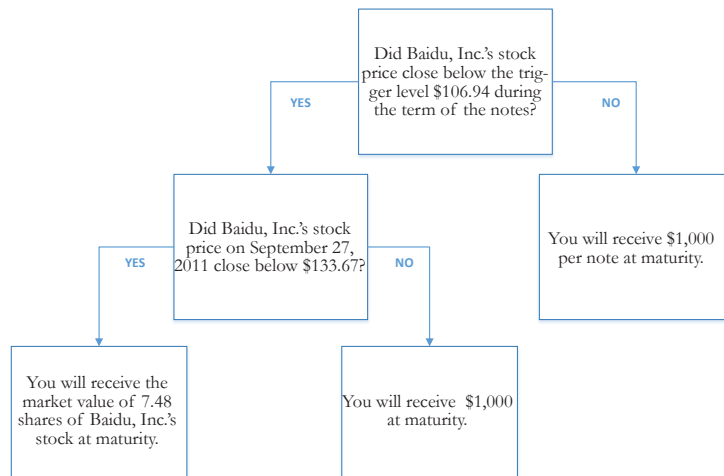 Did Baidu, Inc.'s stock
price close below the trig-
ger level $106.94 during
the term of the notes?
YES
NO
Did Baidu, Inc.'s stock
price on September 27,
2011 close below $133.67?
You will receive $1,000
per note at maturity.
YES
NO
You will receive the
market value of 7.48
shares of Baidu, Inc.'s
stock at maturity.
You will receive $1,000
at maturity.